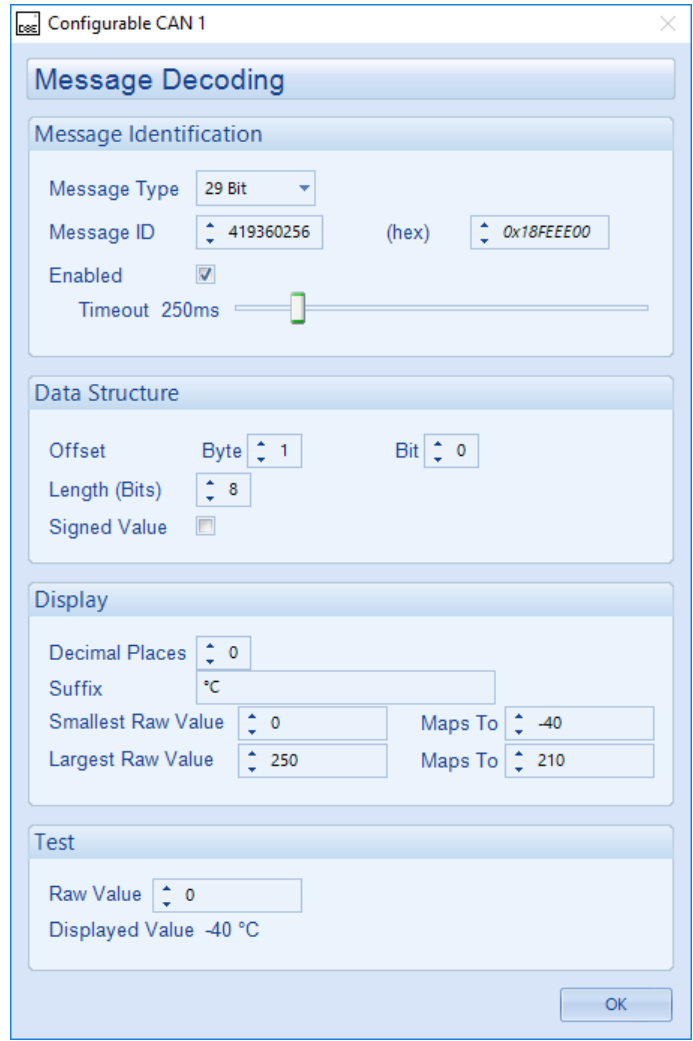 DSE Configurable CAN 1
Message Decoding
Message Identification
Message Type 29 Bit
Message ID 419360256 (hex) 0x18FEEE00
Enabled
Timeout 250ms
Data Structure
Offset Byte 1 Bit 0
Length (Bits) 8
Signed Value
Display
Decimal Places 0
Suffix °C
Smallest Raw Value 0 Maps To -40
Largest Raw Value 250 Maps To 210
Test
Raw Value 0
Displayed Value -40 °C
OK